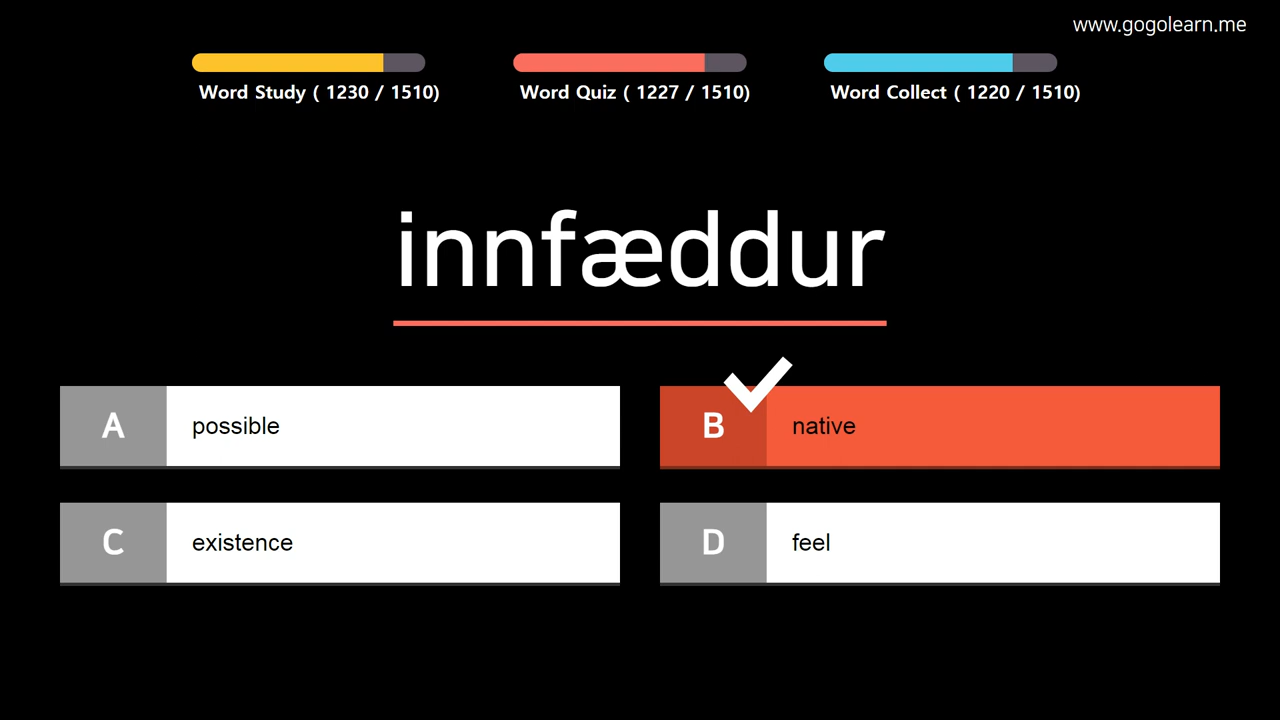 www.gogolearn.me
Word Study ( 1230 / 1510)
Word Quiz ( 1227 / 1510)
Word Collect ( 1220 / 1510)
innfæddur
A possible
B native
C existence
D feel